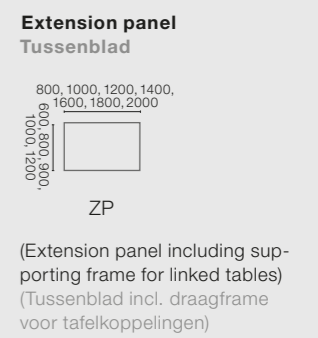 Extension panel
Tussenblad
800, 1000, 1200, 1400,
1600, 1800, 2000
600, 800, 900,
1000, 1200
ZP
(Extension panel including sup-
porting frame for linked tables)
(Tussenblad incl. draagframe
voor tafelkoppelingen)